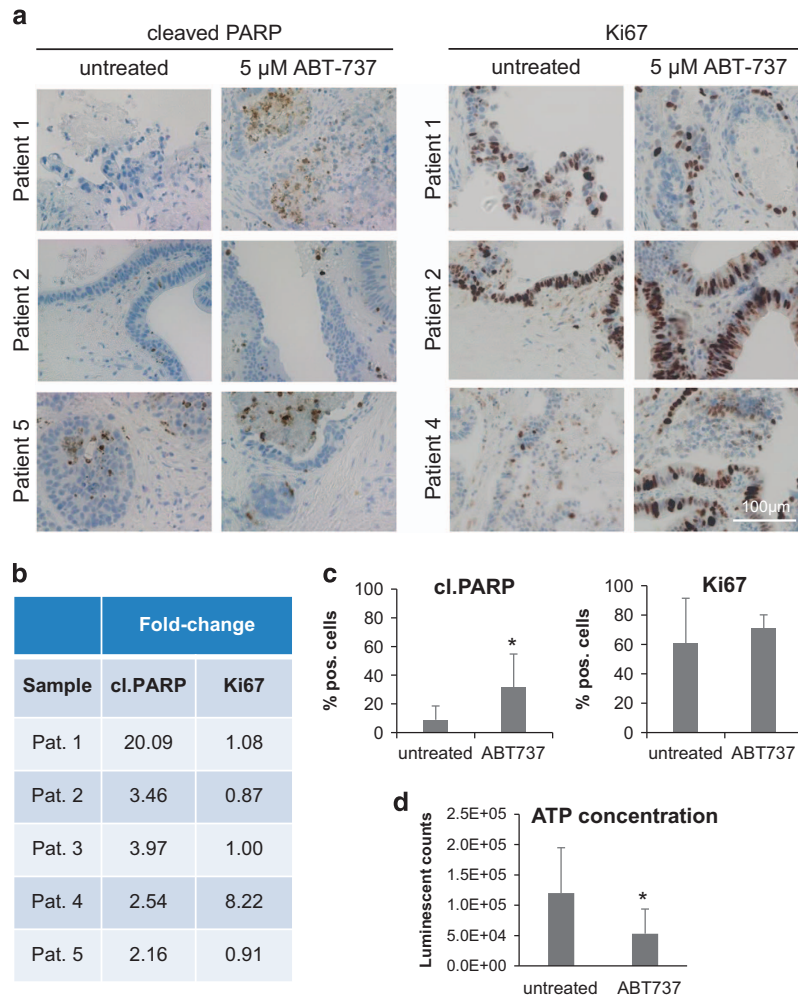 a
cleaved PARP
Ki67
untreated
5 µM ABT-737
untreated
5 µM ABT-737
Patient 1
Patient 1
Patient 2
Patient 2
Patient 5
Patient 4
100µm
b
Fold-change
Sample cl.PARP Ki67
Pat. 1 20.09 1.08
Pat. 2 3.46 0.87
Pat. 3 3.97 1.00
Pat. 4 2.54 8.22
Pat. 5 2.16 0.91
c
cl.PARP
% pos. cells
100
80
60
40
20
0
*
untreated ABT737
Ki67
% pos. cells
100
80
60
40
20
0
untreated ABT737
d
ATP concentration
Luminescent counts
2.5E+05
2.0E+05
1.5E+05
1.0E+05
5.0E+04
0.0E+00
*
untreated ABT737